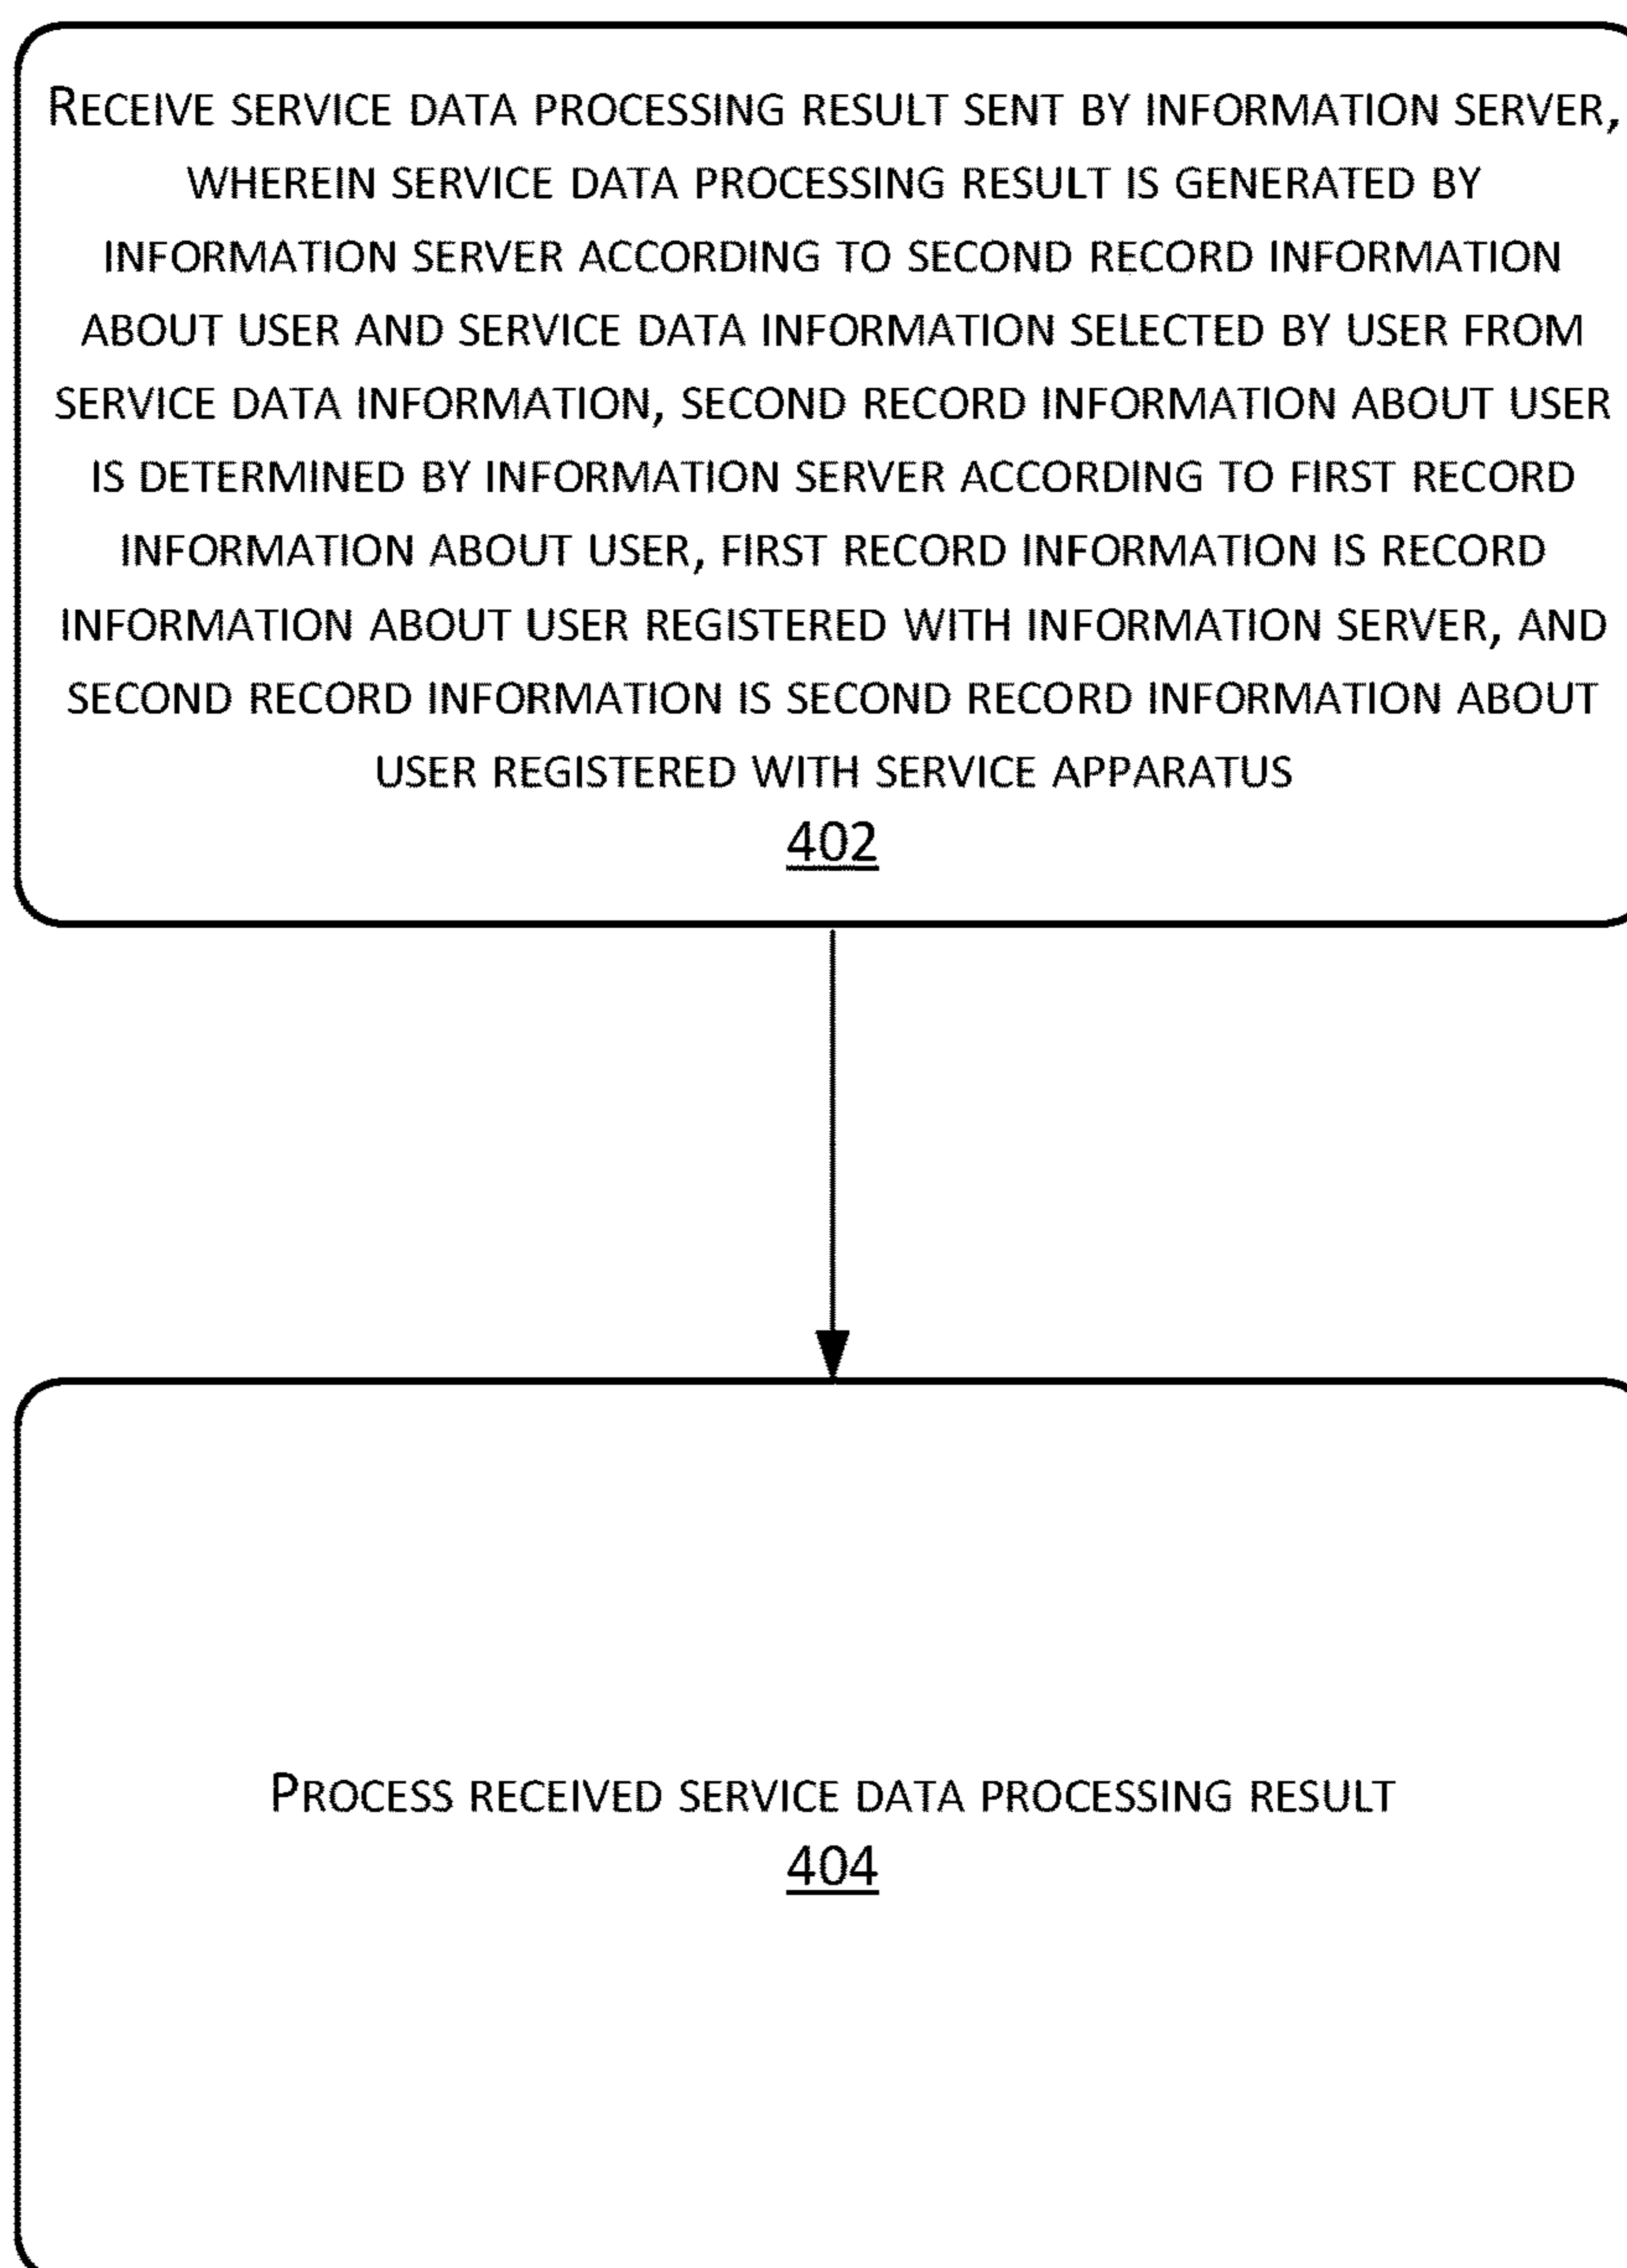 RECEIVE SERVICE DATA PROCESSING RESULT SENT BY INFORMATION SERVER,
WHEREIN SERVICE DATA PROCESSING RESULT IS GENERATED BY
INFORMATION SERVER ACCORDING TO SECOND RECORD INFORMATION
ABOUT USER AND SERVICE DATA INFORMATION SELECTED BY USER FROM
SERVICE DATA INFORMATION, SECOND RECORD INFORMATION ABOUT USER
IS DETERMINED BY INFORMATION SERVER ACCORDING TO FIRST RECORD
INFORMATION ABOUT USER, FIRST RECORD INFORMATION IS RECORD
INFORMATION ABOUT USER REGISTERED WITH INFORMATION SERVER, AND
SECOND RECORD INFORMATION IS SECOND RECORD INFORMATION ABOUT
USER REGISTERED WITH SERVICE APPARATUS
402
PROCESS RECEIVED SERVICE DATA PROCESSING RESULT
404